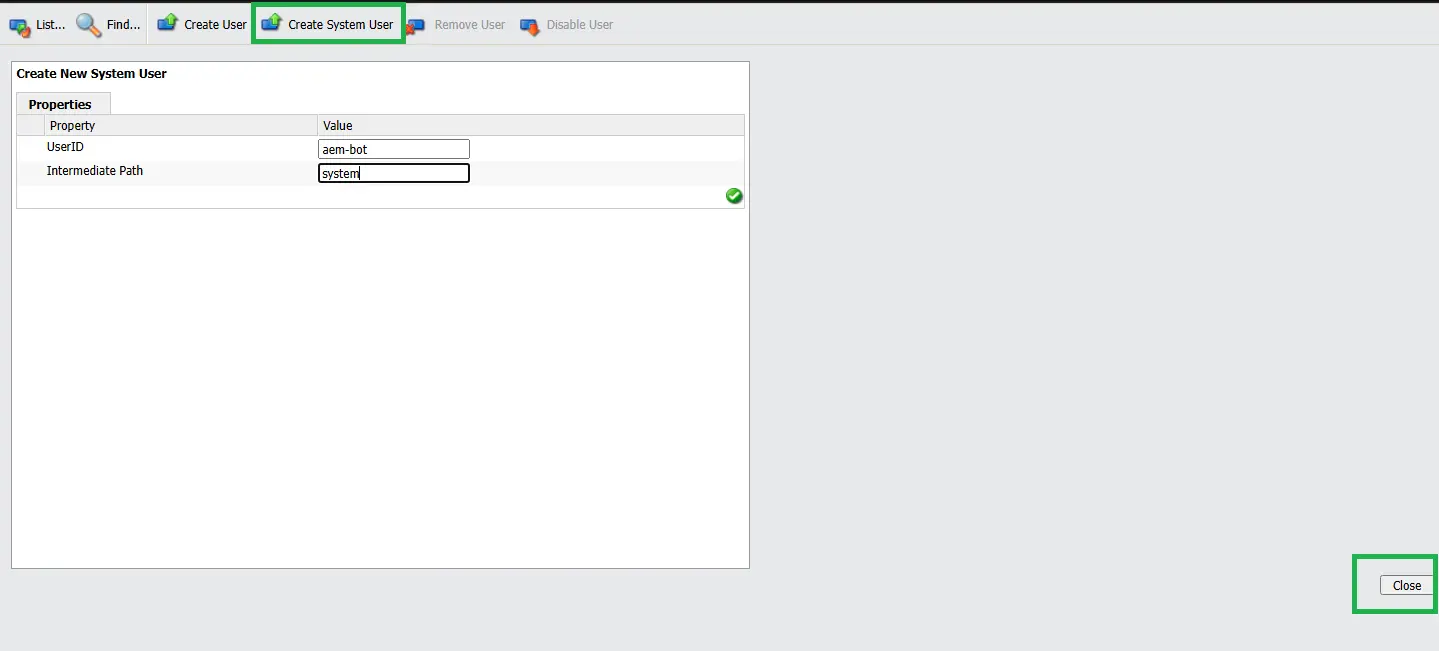 List... Find... Create User Create System User Remove User Disable User
Create New System User
Properties
Property Value
UserID aem-bot
Intermediate Path system
Close